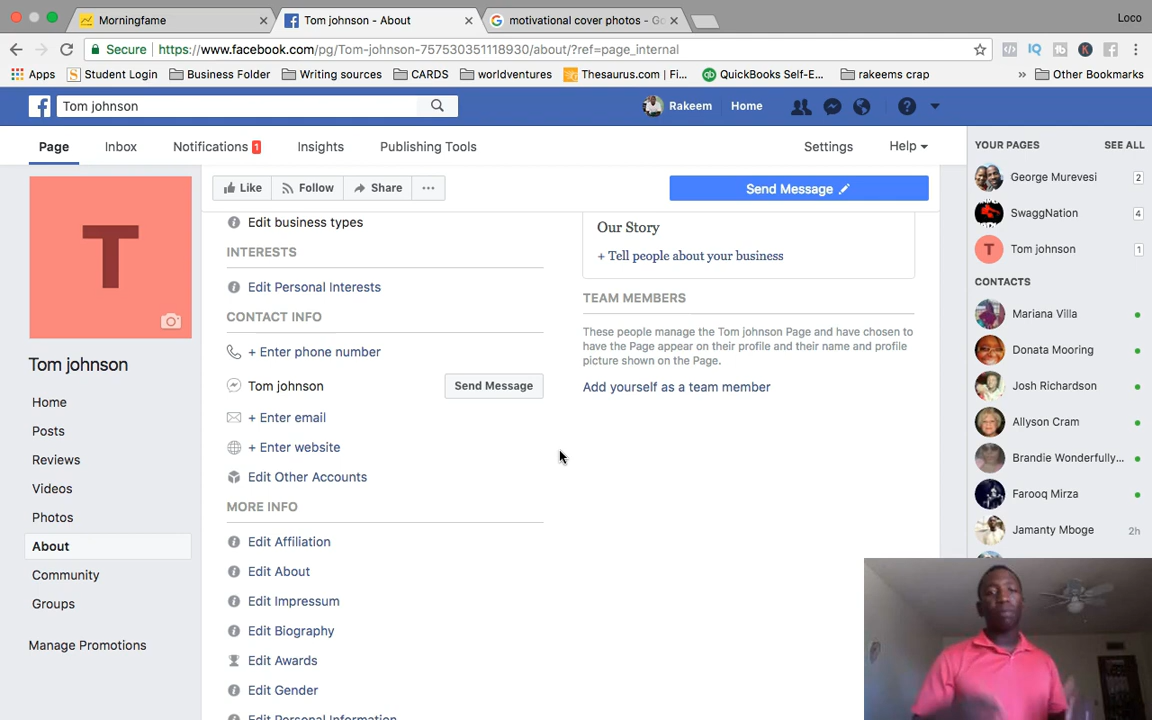 Morningfame
Tom johnson - About
motivational cover photos - Go
Loco
Secure
https://www.facebook.com/pg/Tom-johnson-757530351118930/about/?ref=page_internal
Apps
Student Login
Business Folder
Writing sources
CARDS
worldventures
Thesaurus.com | Fi...
QuickBooks Self-E...
rakeems crap
»
Other Bookmarks
Tom johnson
Rakeem
Home
Page
Inbox
Notifications 1
Insights
Publishing Tools
Settings
Help
Like
Follow
Share
Send Message
T
Tom johnson
Home
Posts
Reviews
Videos
Photos
About
Community
Groups
Manage Promotions
Edit business types
INTERESTS
Edit Personal Interests
CONTACT INFO
+ Enter phone number
Tom johnson
Send Message
+ Enter email
+ Enter website
Edit Other Accounts
MORE INFO
Edit Affiliation
Edit About
Edit Impressum
Edit Biography
Edit Awards
Edit Gender
Edit Personal Information
Our Story
+ Tell people about your business
TEAM MEMBERS
These people manage the Tom johnson Page and have chosen to
have the Page appear on their profile and their name and profile
picture shown on the Page.
Add yourself as a team member
YOUR PAGES
SEE ALL
George Murevesi
2
SwaggNation
4
T
Tom johnson
1
CONTACTS
Mariana Villa
Donata Mooring
Josh Richardson
Allyson Cram
Brandie Wonderfully...
Farooq Mirza
Jamanty Mboge
2h